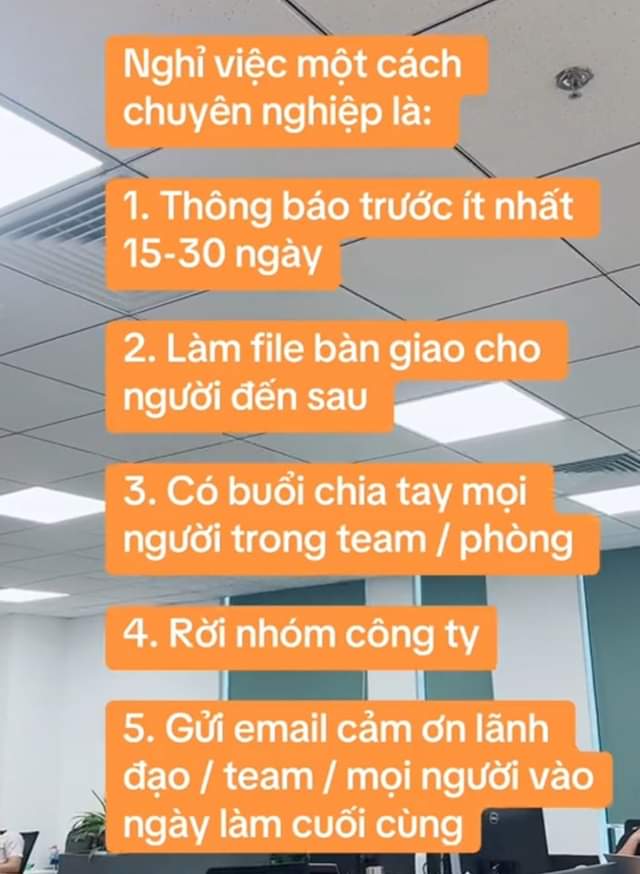 Nghỉ việc một cách
chuyên nghiệp là:
1. Thông báo trước ít nhất
15-30 ngày
2. Làm file bàn giao cho
người đến sau
3. Có buổi chia tay mọi
người trong team / phòng
4. Rời nhóm công ty
5. Gửi email cảm ơn lãnh
đạo / team / mọi người vào
ngày làm cuối cùng